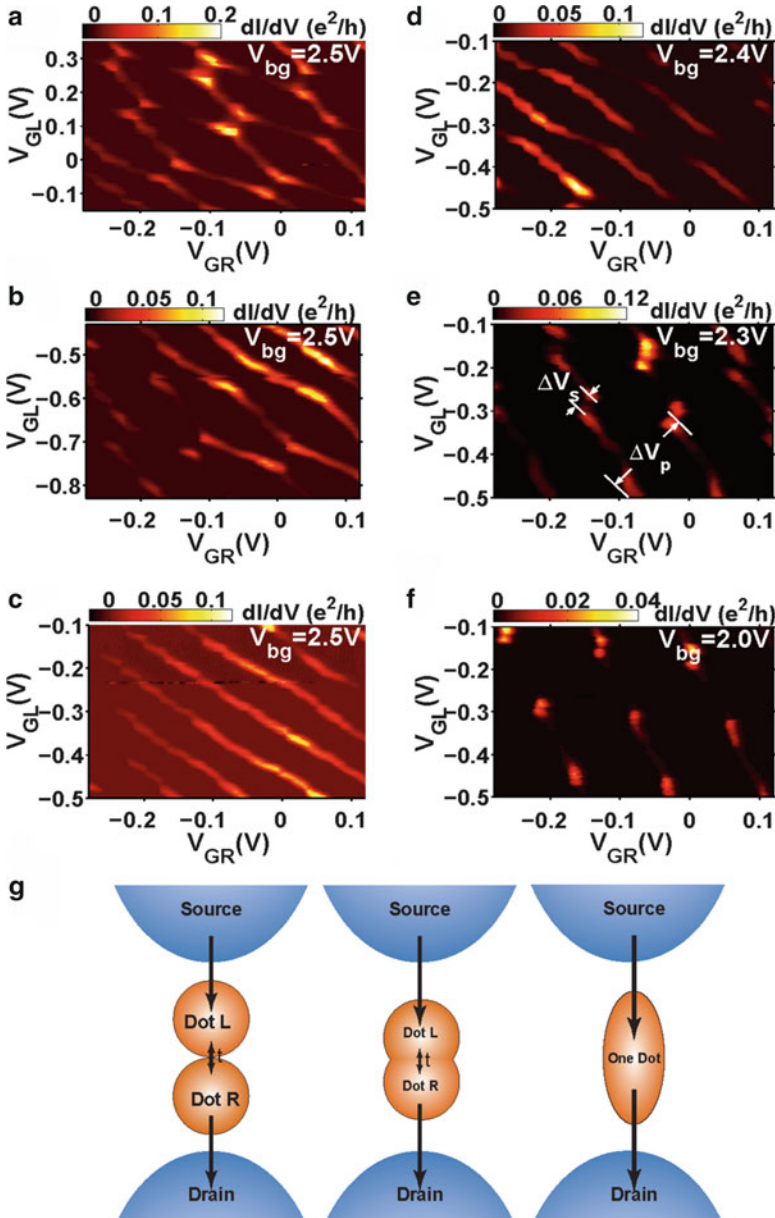 a
0 0.1 0.2 dI/dV (e²/h)
V_bg=2.5V
V_GL(V)
0.3
0.2
0.1
0
−0.1
−0.2 −0.1 0 0.1
V_GR(V)
b
0 0.05 0.1 dI/dV (e²/h)
V_bg=2.5V
V_GL(V)
−0.5
−0.6
−0.7
−0.8
−0.2 −0.1 0 0.1
V_GR(V)
c
0 0.05 0.1 dI/dV (e²/h)
V_bg=2.5V
V_GL(V)
−0.1
−0.2
−0.3
−0.4
−0.5
−0.2 −0.1 0 0.1
V_GR(V)
d
0 0.05 0.1 dI/dV (e²/h)
V_bg=2.4V
V_GL(V)
−0.1
−0.2
−0.3
−0.4
−0.5
−0.2 −0.1 0 0.1
V_GR(V)
e
0 0.06 0.12 dI/dV (e²/h)
V_bg=2.3V
V_GL(V)
−0.1
−0.2
−0.3
−0.4
−0.5
ΔV_s
ΔV_p
−0.2 −0.1 0 0.1
V_GR(V)
f
0 0.02 0.04 dI/dV (e²/h)
V_bg=2.0V
V_GL(V)
−0.1
−0.2
−0.3
−0.4
−0.5
−0.2 −0.1 0 0.1
V_GR(V)
g
Source
Dot L
t
Dot R
Drain
Source
Dot L
t
Dot R
Drain
Source
One Dot
Drain